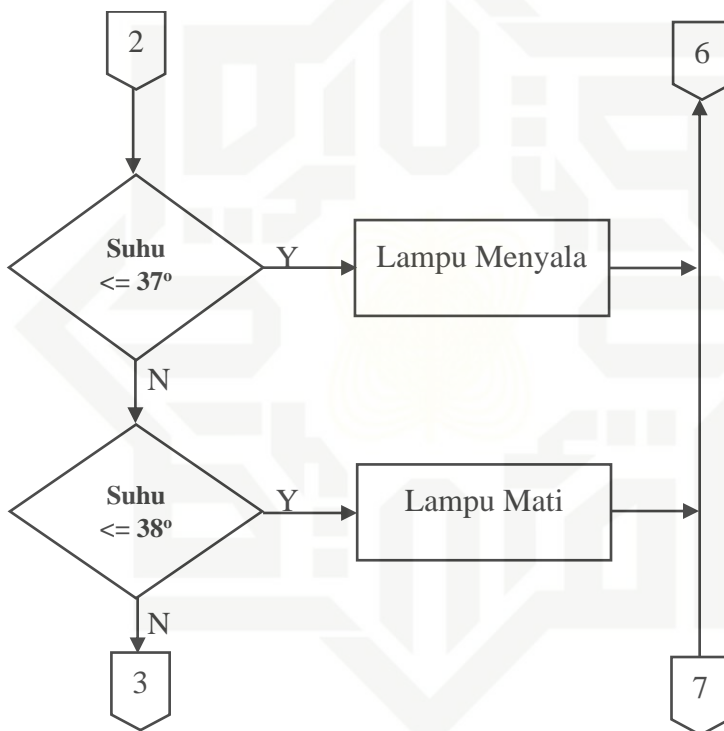 2
6
Suhu
<= 37º
Y
Lampu Menyala
N
Suhu
<= 38º
Y
Lampu Mati
N
3
7